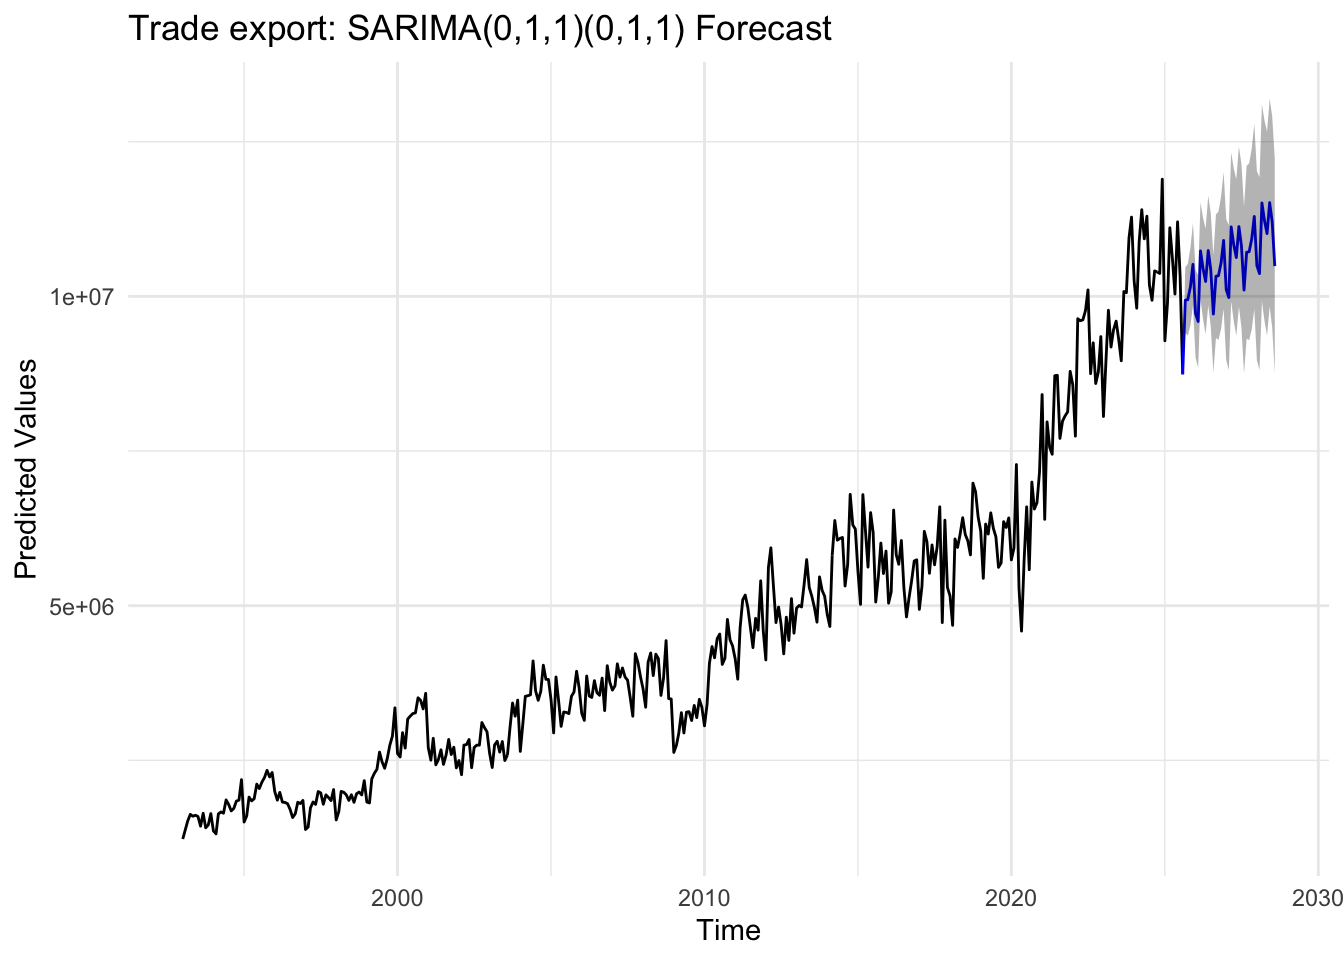 Trade export: SARIMA(0,1,1)(0,1,1) Forecast
Predicted Values
1e+07
5e+06
2000 2010 2020 2030
Time